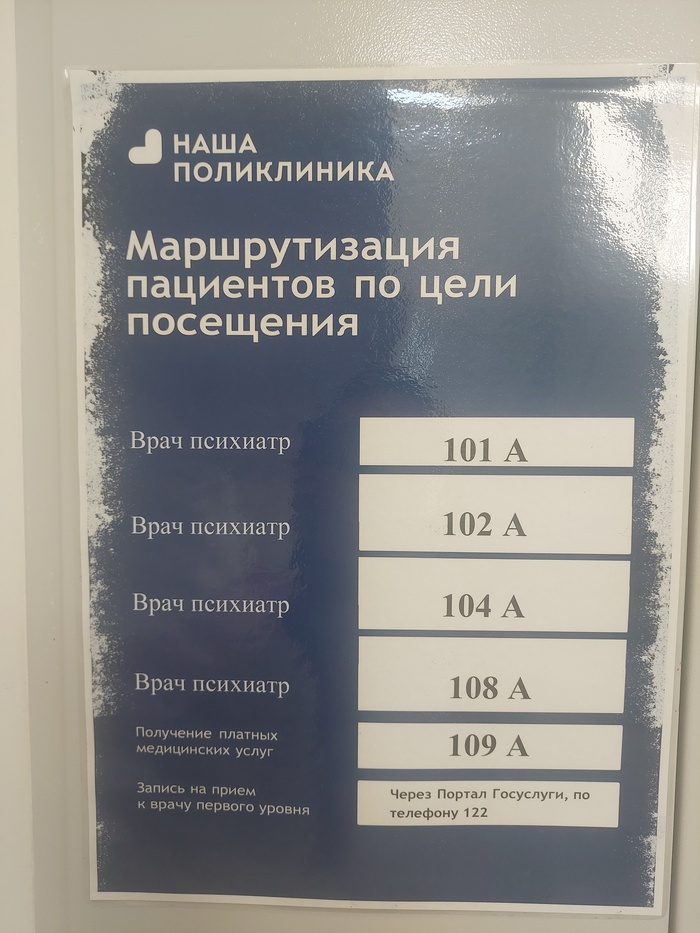 НАША
ПОЛИКЛИНИКА
Маршрутизация
пациентов по цели
посещения
Врач психиатр 101 А
Врач психиатр 102 А
Врач психиатр 104 А
Врач психиатр 108 А
Получение платных
медицинских услуг
109 А
Запись на прием
к врачу первого уровня
Через Портал Госуслуги, по
телефону 122